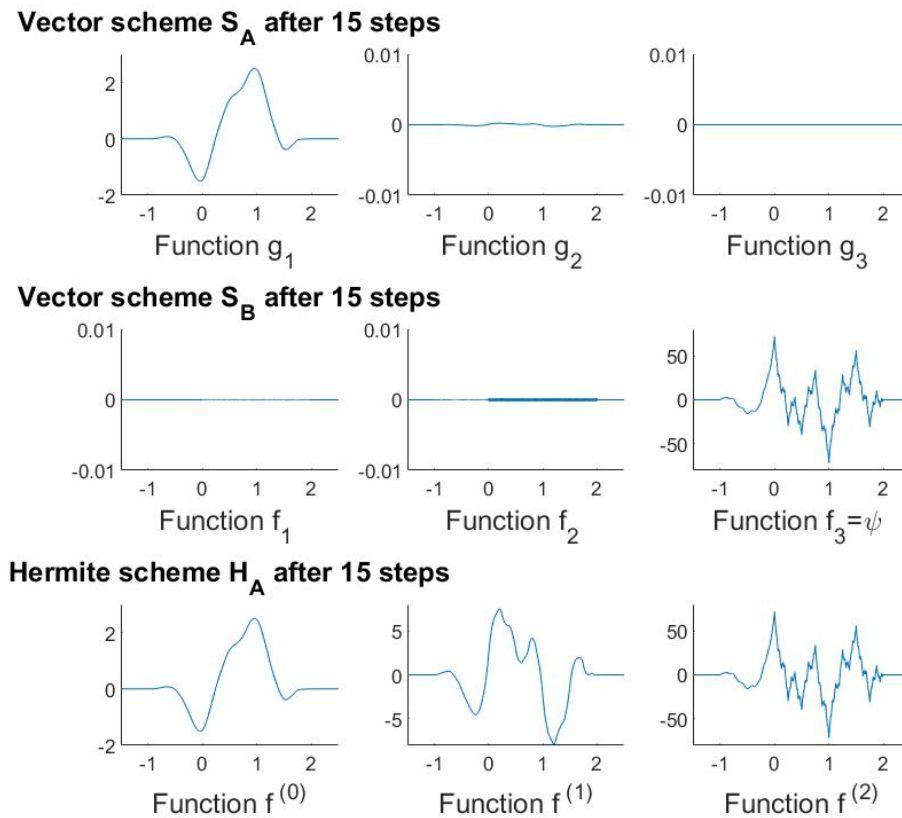 Vector scheme S_A after 15 steps
2
0
-2
-1 0 1 2
Function g_1
0.01
0
-0.01
-1 0 1 2
Function g_2
0.01
0
-0.01
-1 0 1 2
Function g_3
Vector scheme S_B after 15 steps
0.01
0
-0.01
-1 0 1 2
Function f_1
0.01
0
-0.01
-1 0 1 2
Function f_2
50
0
-50
-1 0 1 2
Function f_3=ψ
Hermite scheme H_A after 15 steps
2
0
-2
-1 0 1 2
Function f^(0)
5
0
-5
-1 0 1 2
Function f^(1)
50
0
-50
-1 0 1 2
Function f^(2)